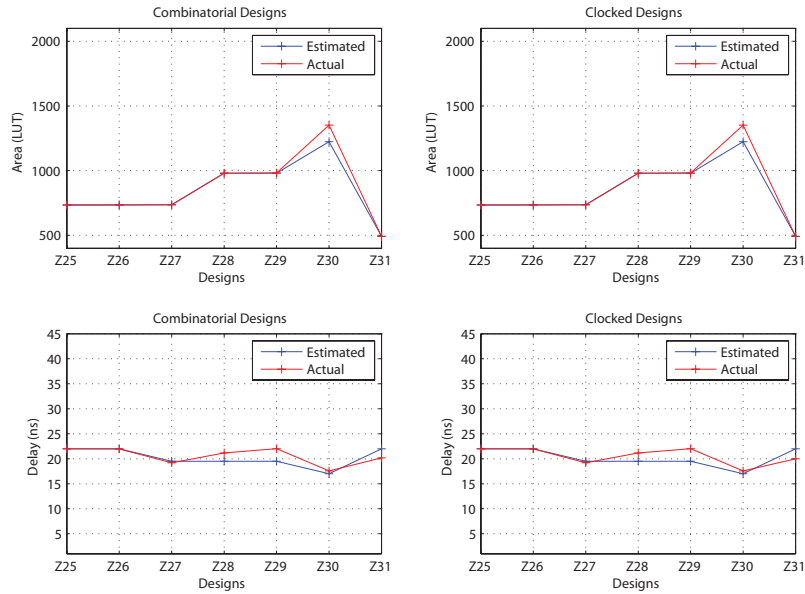 Combinatorial Designs
2000
1500
1000
500
Area (LUT)
Estimated
Actual
Z25 Z26 Z27 Z28 Z29 Z30 Z31
Designs
Clocked Designs
2000
1500
1000
500
Area (LUT)
Estimated
Actual
Z25 Z26 Z27 Z28 Z29 Z30 Z31
Designs
Combinatorial Designs
45
40
35
30
25
20
15
10
5
Delay (ns)
Estimated
Actual
Z25 Z26 Z27 Z28 Z29 Z30 Z31
Designs
Clocked Designs
45
40
35
30
25
20
15
10
5
Delay (ns)
Estimated
Actual
Z25 Z26 Z27 Z28 Z29 Z30 Z31
Designs